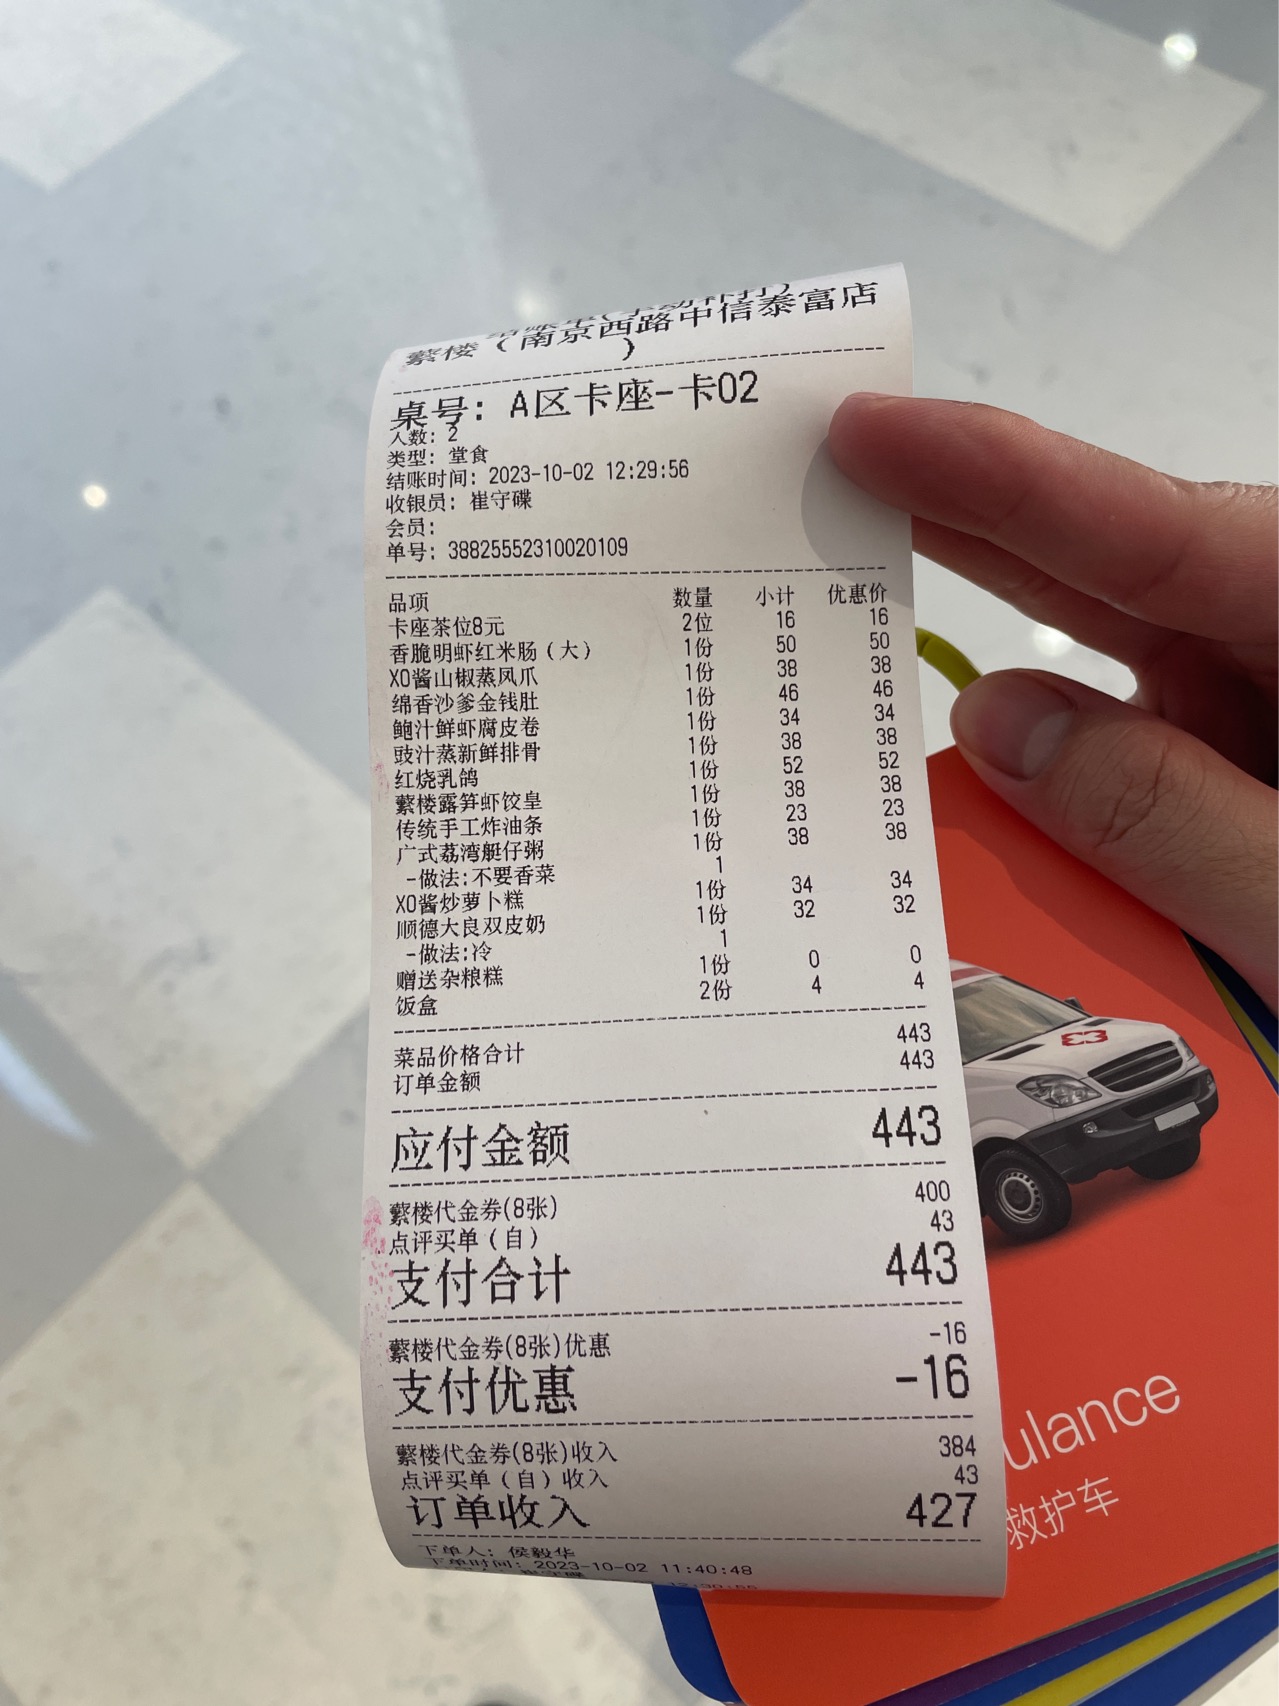 结账单(手动补打)
蘩楼（南京西路中信泰富店
）
桌号: A区卡座-卡02
人数: 2
类型: 堂食
结账时间: 2023-10-02 12:29:56
收银员: 崔守碟
会员:
单号: 38825552310020109
品项 数量 小计 优惠价
卡座茶位8元 2位 16 16
香脆明虾红米肠（大） 1份 50 50
XO酱山椒蒸凤爪 1份 38 38
绵香沙爹金钱肚 1份 46 46
鲍汁鲜虾腐皮卷 1份 34 34
豉汁蒸新鲜排骨 1份 38 38
红烧乳鸽 1份 52 52
蘩楼露笋虾饺皇 1份 38 38
传统手工炸油条 1份 23 23
广式荔湾艇仔粥 1份 38 38
-做法:不要香菜 1
XO酱炒萝卜糕 1份 34 34
顺德大良双皮奶 1份 32 32
-做法:冷 1
赠送杂粮糕 1份 0 0
饭盒 2份 4 4
菜品价格合计 443
订单金额 443
应付金额 443
蘩楼代金券(8张) 400
点评买单（自） 43
支付合计 443
蘩楼代金券(8张)优惠 -16
支付优惠 -16
蘩楼代金券(8张)收入 384
点评买单（自）收入 43
订单收入 427
下单人: 侯毅华
下单时间: 2023-10-02 11:40:48
ulance
救护车